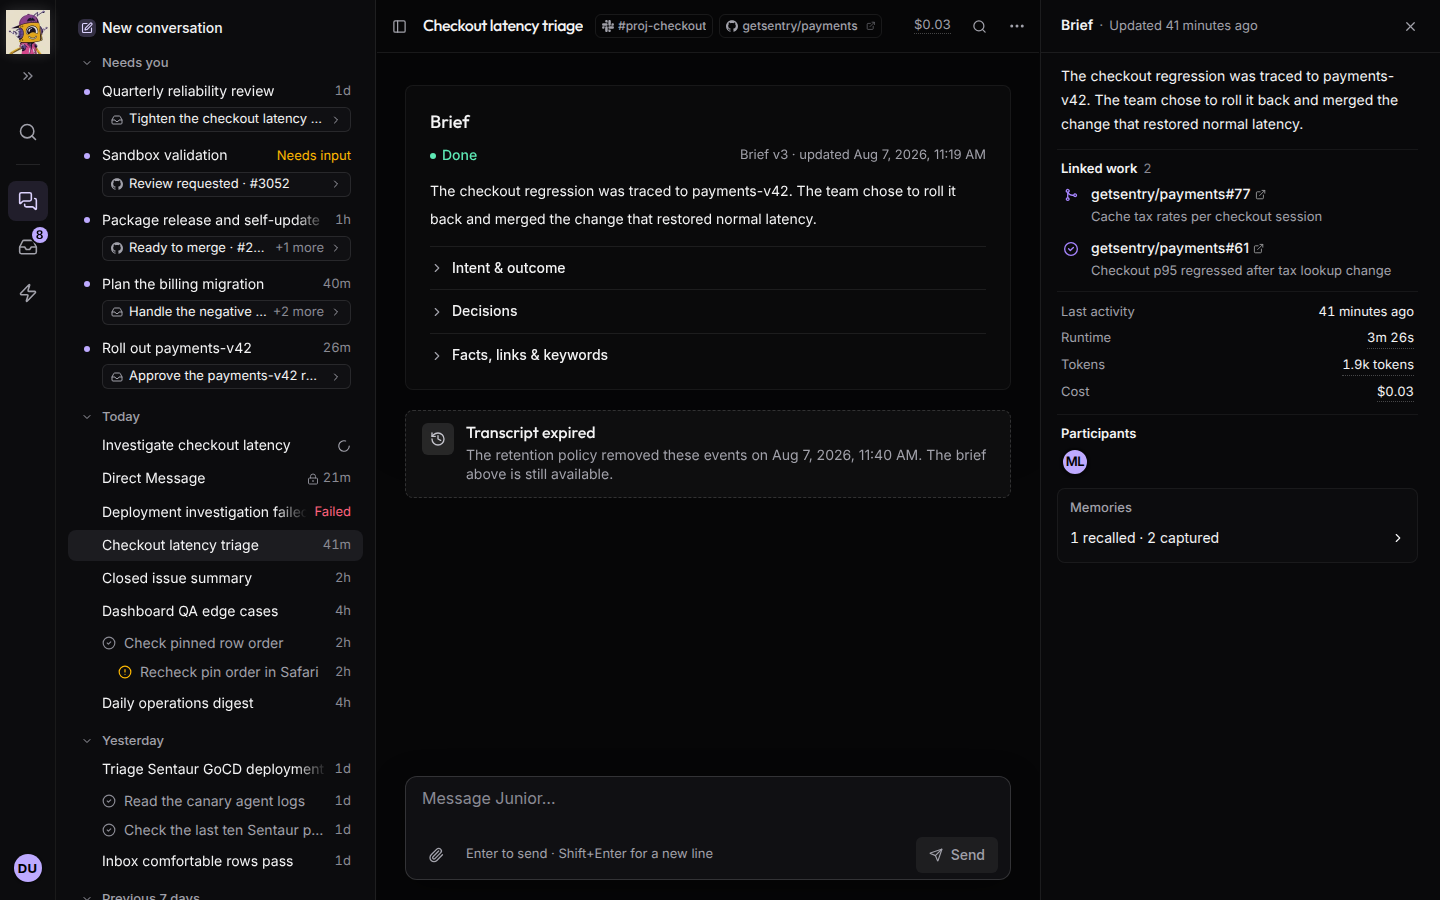 New conversation
Needs you
Quarterly reliability review 1d
Tighten the checkout latency ...
Sandbox validation Needs input
Review requested · #3052
Package release and self-update 1h
Ready to merge · #2... +1 more
8
Plan the billing migration 40m
Handle the negative ... +2 more
Roll out payments-v42 26m
Approve the payments-v42 r...
Today
Investigate checkout latency
Direct Message 21m
Deployment investigation failed Failed
Checkout latency triage 41m
Closed issue summary 2h
Dashboard QA edge cases 4h
Check pinned row order 2h
Recheck pin order in Safari 2h
Daily operations digest 4h
Yesterday
Triage Sentaur GoCD deployment 1d
Read the canary agent logs 1d
Check the last ten Sentaur p... 1d
Inbox comfortable rows pass 1d
Previous 7 days
DU
Checkout latency triage #proj-checkout getsentry/payments $0.03
Brief
Done Brief v3 · updated Aug 7, 2026, 11:19 AM
The checkout regression was traced to payments-v42. The team chose to roll it
back and merged the change that restored normal latency.
Intent & outcome
Decisions
Facts, links & keywords
Transcript expired
The retention policy removed these events on Aug 7, 2026, 11:40 AM. The brief
above is still available.
Message Junior...
Enter to send · Shift+Enter for a new line Send
Brief · Updated 41 minutes ago
The checkout regression was traced to payments-
v42. The team chose to roll it back and merged the
change that restored normal latency.
Linked work 2
getsentry/payments#77
Cache tax rates per checkout session
getsentry/payments#61
Checkout p95 regressed after tax lookup change
Last activity 41 minutes ago
Runtime 3m 26s
Tokens 1.9k tokens
Cost $0.03
Participants
ML
Memories
1 recalled · 2 captured